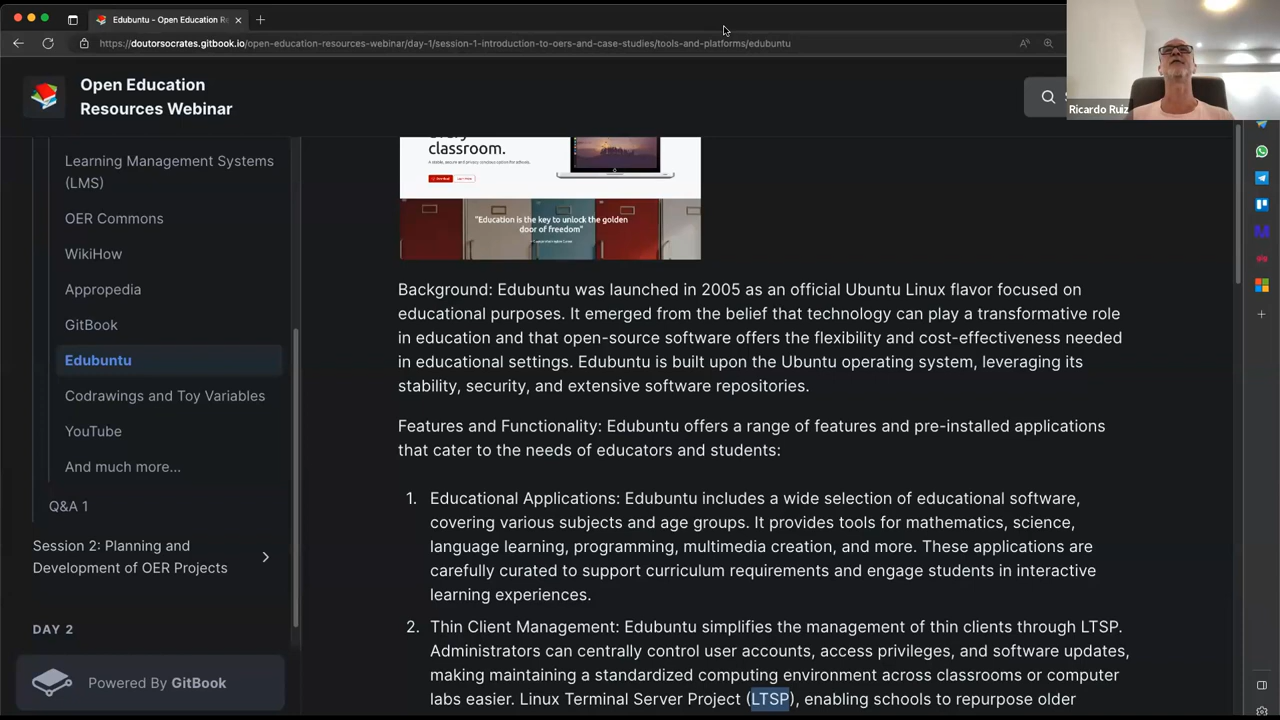 Edubuntu - Open Education R
https://doutorsocrates.gitbook.io/open-education-resources-webinar/day-1/session-1-introduction-to-oers-and-case-studies/tools-and-platforms/edubuntu
Ricardo Ruiz
Open Education
Resources Webinar
Learning Management Systems
(LMS)
OER Commons
WikiHow
Appropedia
GitBook
Edubuntu
Codrawings and Toy Variables
YouTube
And much more...
Q&A 1
Session 2: Planning and
Development of OER Projects
DAY 2
Powered By GitBook
classroom.
"Education is the key to unlock the golden
door of freedom"
Background: Edubuntu was launched in 2005 as an official Ubuntu Linux flavor focused on
educational purposes. It emerged from the belief that technology can play a transformative role
in education and that open-source software offers the flexibility and cost-effectiveness needed
in educational settings. Edubuntu is built upon the Ubuntu operating system, leveraging its
stability, security, and extensive software repositories.
Features and Functionality: Edubuntu offers a range of features and pre-installed applications
that cater to the needs of educators and students:
1. Educational Applications: Edubuntu includes a wide selection of educational software,
covering various subjects and age groups. It provides tools for mathematics, science,
language learning, programming, multimedia creation, and more. These applications are
carefully curated to support curriculum requirements and engage students in interactive
learning experiences.
2. Thin Client Management: Edubuntu simplifies the management of thin clients through LTSP.
Administrators can centrally control user accounts, access privileges, and software updates,
making maintaining a standardized computing environment across classrooms or computer
labs easier. Linux Terminal Server Project (LTSP), enabling schools to repurpose older